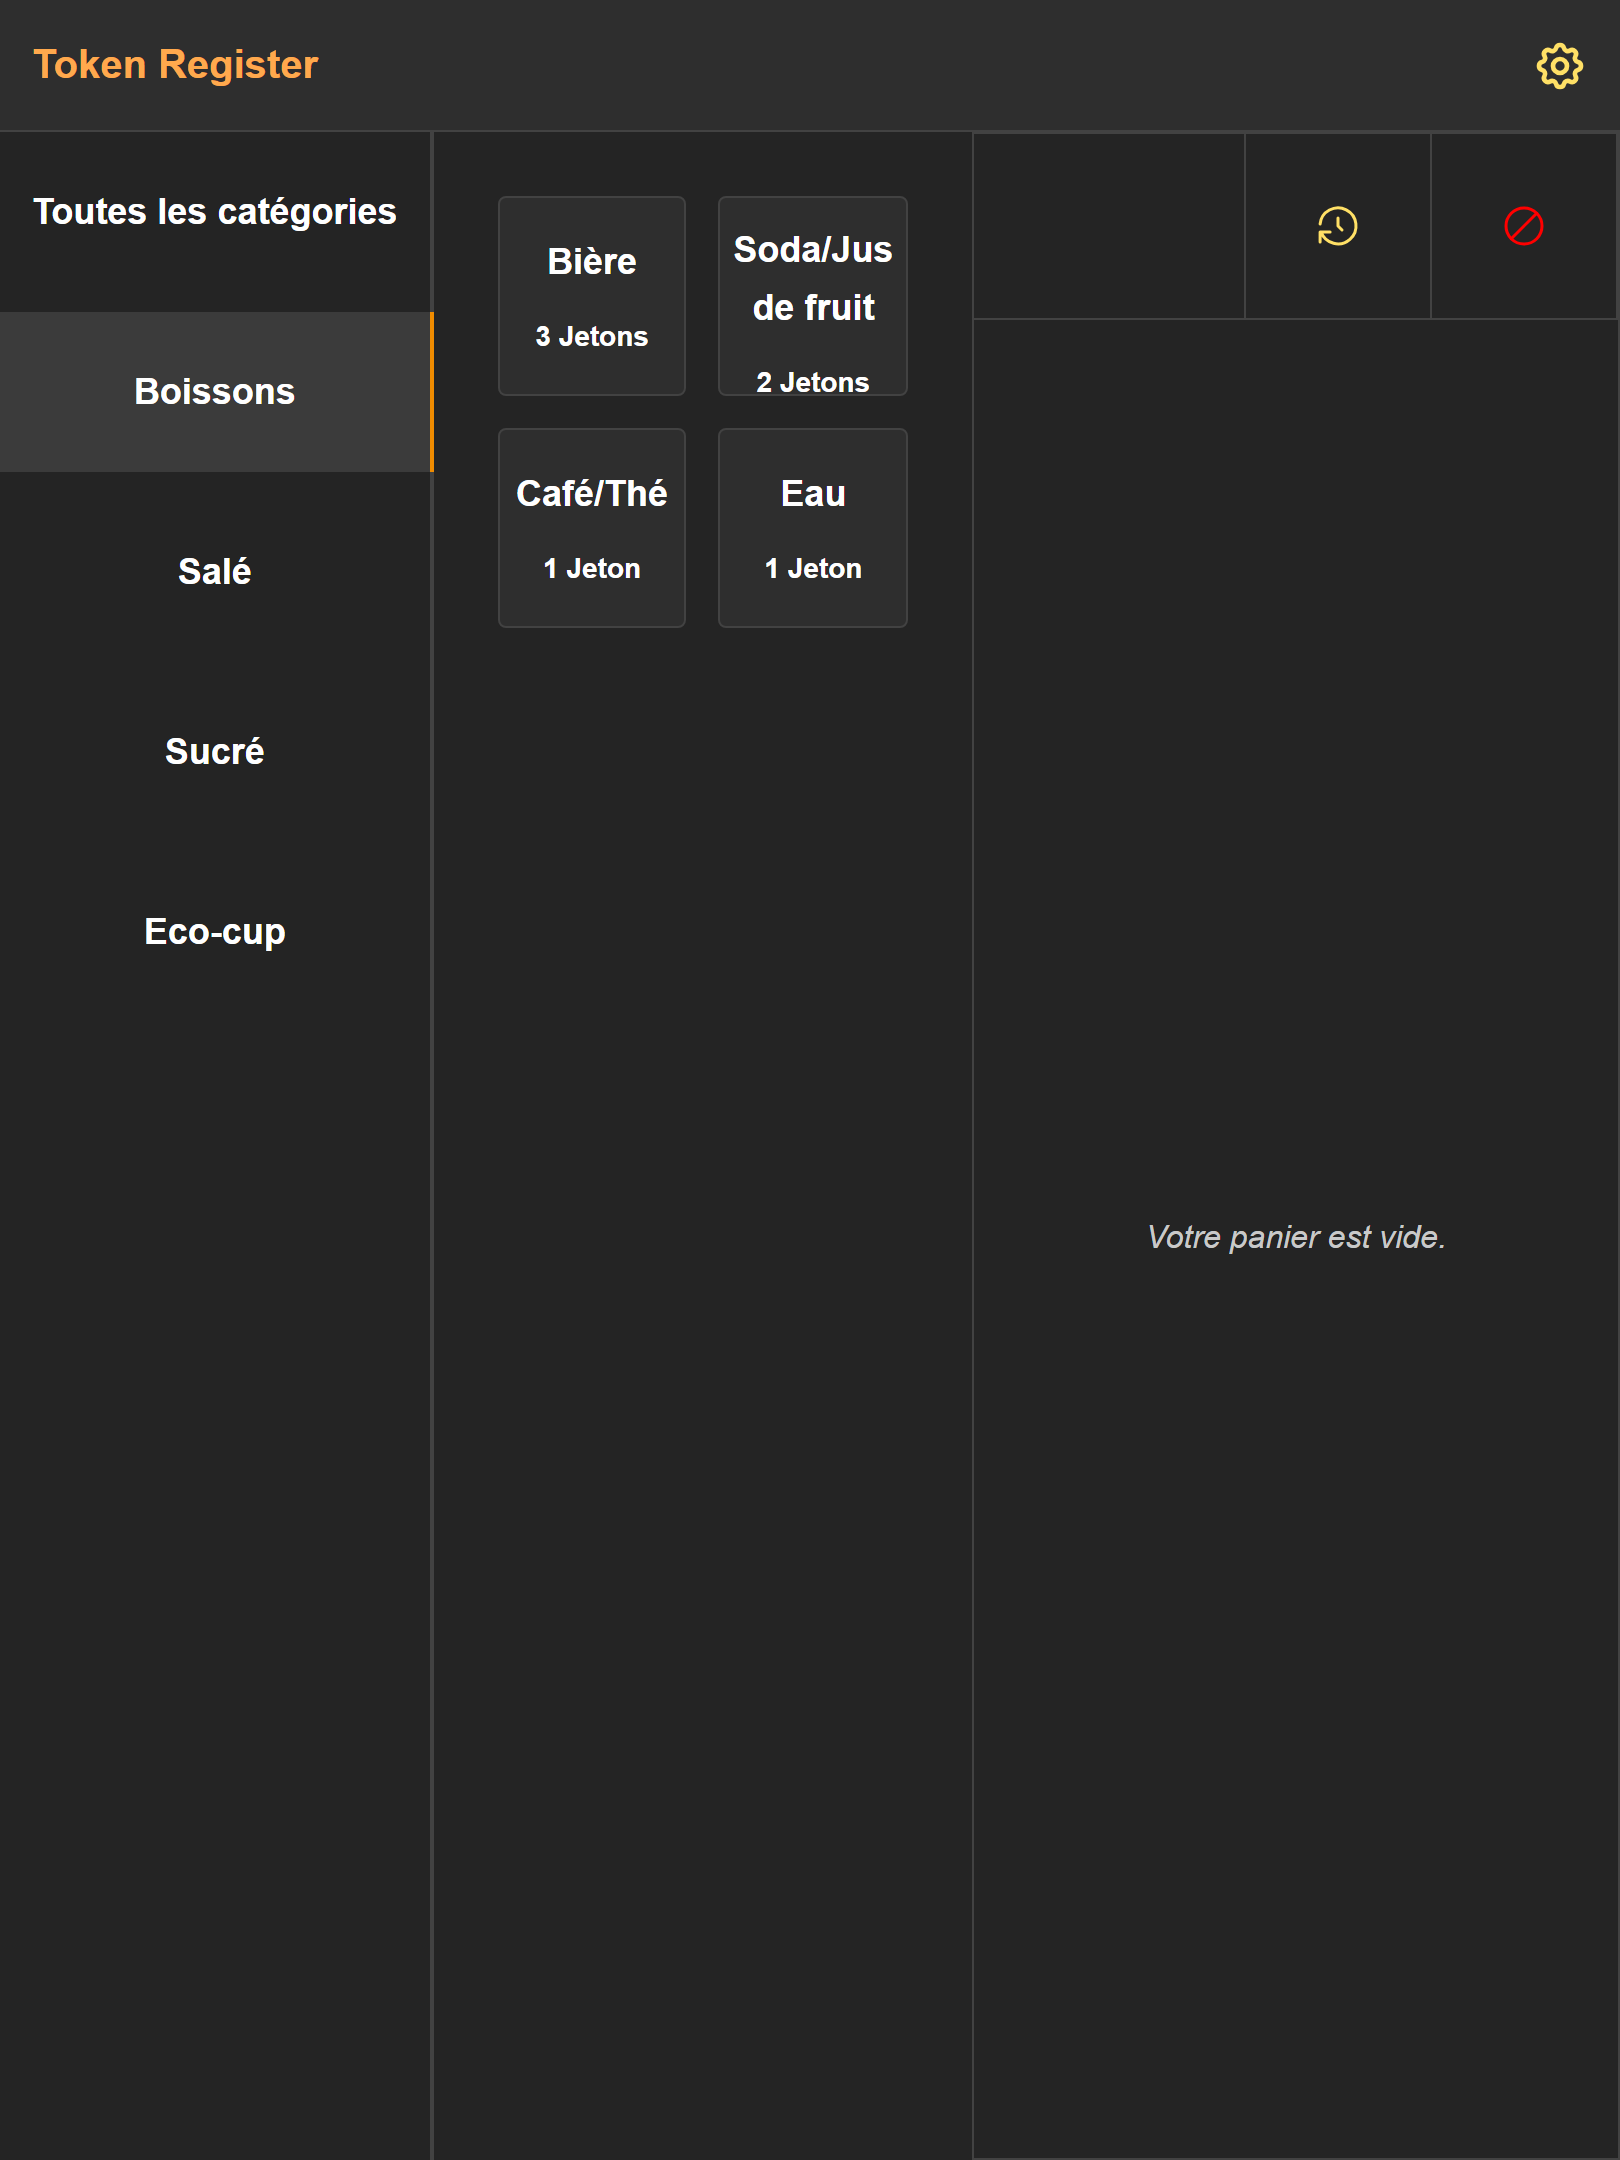 Token Register
Toutes les catégories
Boissons
Salé
Sucré
Eco-cup
Bière
3 Jetons
Soda/Jus
de fruit
2 Jetons
Café/Thé
1 Jeton
Eau
1 Jeton
Votre panier est vide.